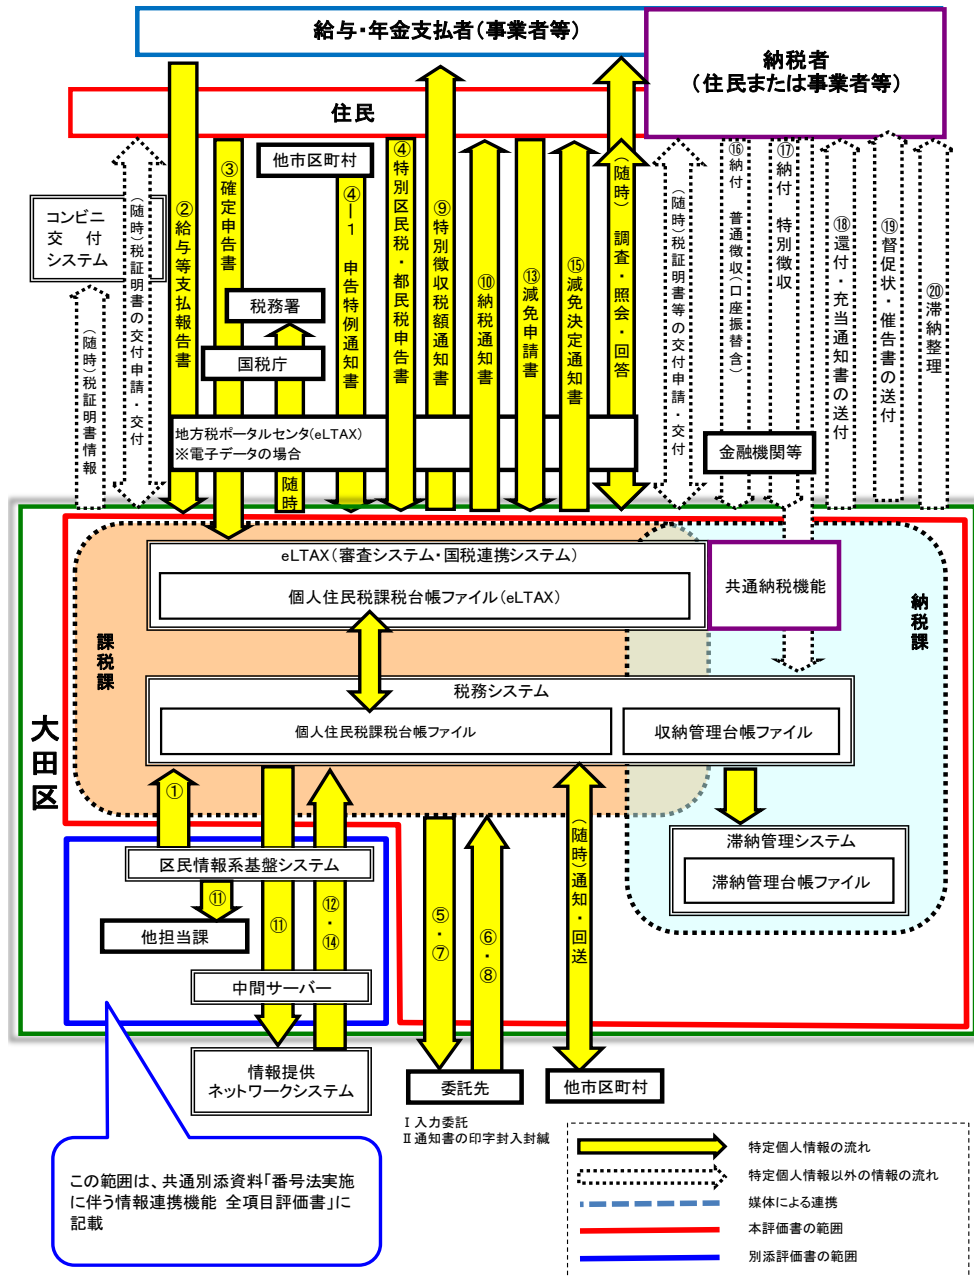 給与・年金支払者(事業者等)
納税者
(住民または事業者等)
住民
他市区町村
コンビニ
交 付
システム
(随時)税証明書情報
(随時)税証明書の交付申請・交付
②給与等支払報告書
③確定申告書
税務署
国税庁
随時
④-1 申告特例通知書
④特別区民税・都民税申告書
⑨特別徴収税額通知書
⑩納税通知書
⑬減免申請書
⑮減免決定通知書
(随時) 調査・照会・回答
(随時)税証明書等の交付申請・交付
⑯納付 普通徴収(口座振替含)
⑰納付 特別徴収
⑱還付・充当通知書の送付
⑲督促状・催告書の送付
⑳滞納整理
地方税ポータルセンタ(eLTAX)
※電子データの場合
金融機関等
eLTAX(審査システム・国税連携システム)
個人住民税課税台帳ファイル(eLTAX)
共通納税機能
課税課
納税課
大田区
税務システム
個人住民税課税台帳ファイル
収納管理台帳ファイル
①
区民情報系基盤システム
⑪
他担当課
⑪
⑫・⑭
中間サーバー
情報提供
ネットワークシステム
⑤・⑦
⑥・⑧
(随時)通知・回送
滞納管理システム
滞納管理台帳ファイル
委託先
他市区町村
Ⅰ 入力委託
Ⅱ 通知書の印字封入封緘
この範囲は、共通別添資料「番号法実施
に伴う情報連携機能 全項目評価書」に
記載
特定個人情報の流れ
特定個人情報以外の情報の流れ
媒体による連携
本評価書の範囲
別添評価書の範囲